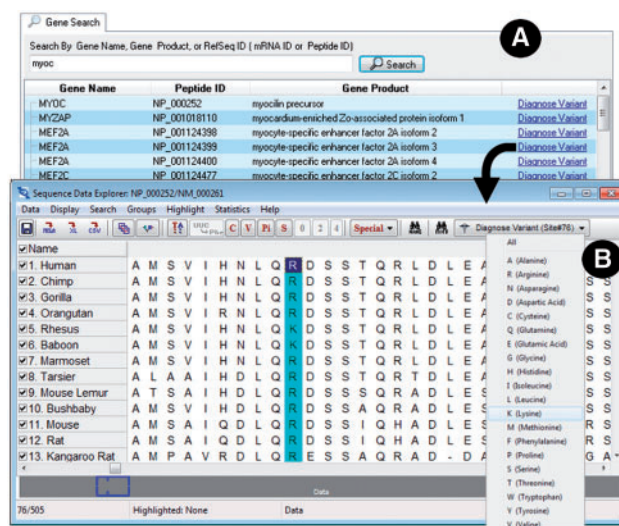 Gene Search
A
Search By Gene Name, Gene Product, or RefSeq ID ( mRNA ID or Peptide ID)
myoc
Search
Gene Name Peptide ID Gene Product
MYOC NP_000252 myocilin precursor Diagnose Variant
MYZAP NP_001018110 myocardium-enriched Zo-associated protein isoform 1 Diagnose Variant
MEF2A NP_001124398 myocyte-specific enhancer factor 2A isoform 2 Diagnose Variant
MEF2A NP_001124399 myocyte-specific enhancer factor 2A isoform 3 Diagnose Variant
MEF2A NP_001124400 myocyte-specific enhancer factor 2A isoform 4 Diagnose Variant
MEF2C NP_001124477 myocyte-specific enhancer factor 2C isoform 2 Diagnose Variant
Sequence Data Explorer: NP_000252/NM_000261
Data Display Search Groups Highlight Statistics Help
MEGA XL CSV UUC Phe C V Pi S 0 2 4 Special Diagnose Variant (Site#76)
B
Name
1. Human A M S V I H N L Q R D S S T Q R L D L E A
2. Chimp A M S V I H N L Q R D S S T Q R L D L E A S S
3. Gorilla A M S V I H N L Q R D S S T Q R L D L E A S S
4. Orangutan A M S V I R N L Q R D S S T Q R L D L E A S S
5. Rhesus A M S V I H N L Q K D S S T Q R L D L E A S S
6. Baboon A M S V I H N L Q K D S S T Q R L D L E A S S
7. Marmoset A M S V I H D L Q R D S S T Q R L D L E A S S
8. Tarsier A L A A I H D L Q R D S S T Q R T D L E A S S
9. Mouse Lemur A T S A I H D L Q R D S S S Q R A D L E S S S
10. Bushbaby A M S V I H D L Q R D S S A Q R A D L E S S S
11. Mouse A M S A I Q D L Q R D S S I Q H A D L E S R S
12. Rat A M S A I Q D L Q R D S S I Q H A D L E S R S
13. Kangaroo Rat A M P A V R D L Q R E S S A Q R A D - D A G A
All
A (Alanine)
R (Arginine)
N (Asparagine)
D (Aspartic Acid)
C (Cysteine)
Q (Glutamine)
E (Glutamic Acid)
G (Glycine)
H (Histidine)
I (Isoleucine)
L (Leucine)
K (Lysine)
M (Methionine)
F (Phenylalanine)
P (Proline)
S (Serine)
T (Threonine)
W (Tryptophan)
Y (Tyrosine)
V (Valine)
Data
76/505 Highlighted: None Data